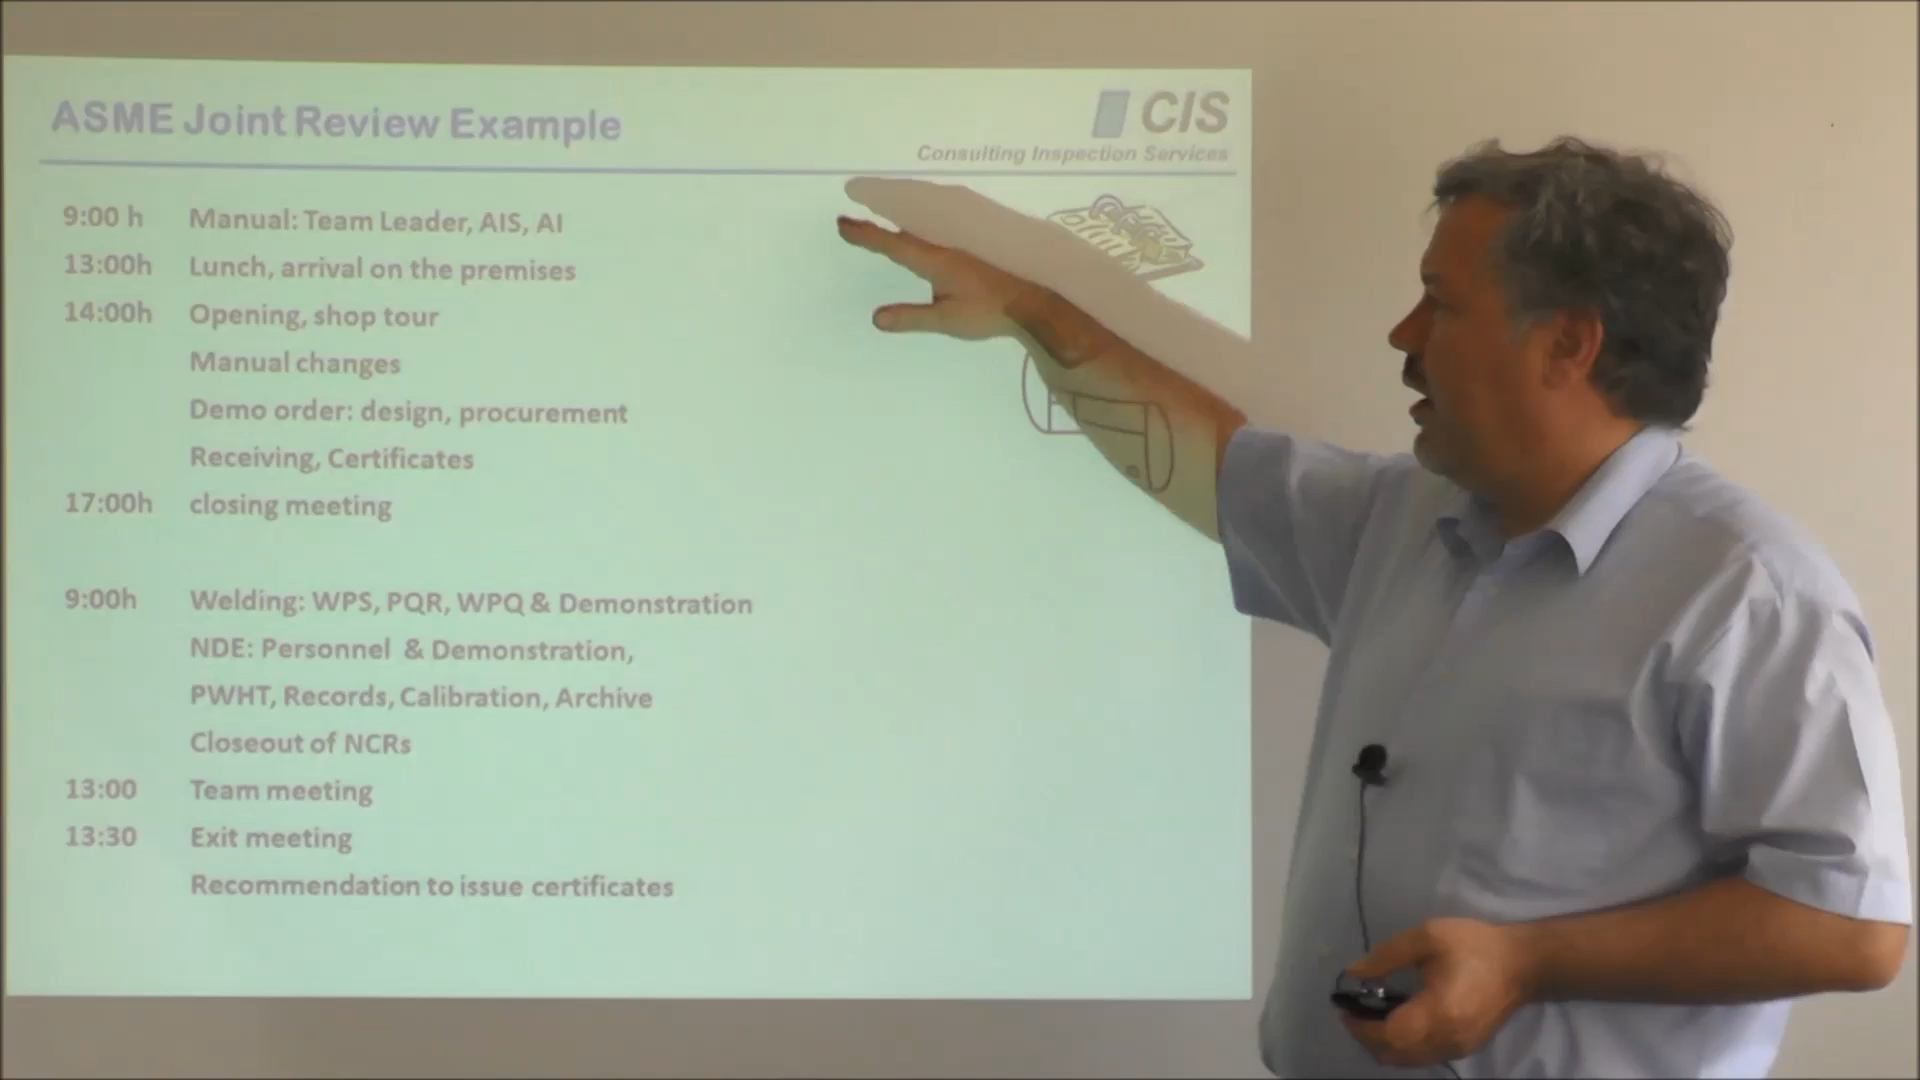 ASME Joint Review Example
CIS
Consulting Inspection Services
9:00 h Manual: Team Leader, AIS, AI
13:00h Lunch, arrival on the premises
14:00h Opening, shop tour
Manual changes
Demo order: design, procurement
Receiving, Certificates
17:00h closing meeting
9:00h Welding: WPS, PQR, WPQ & Demonstration
NDE: Personnel & Demonstration,
PWHT, Records, Calibration, Archive
Closeout of NCRs
13:00 Team meeting
13:30 Exit meeting
Recommendation to issue certificates